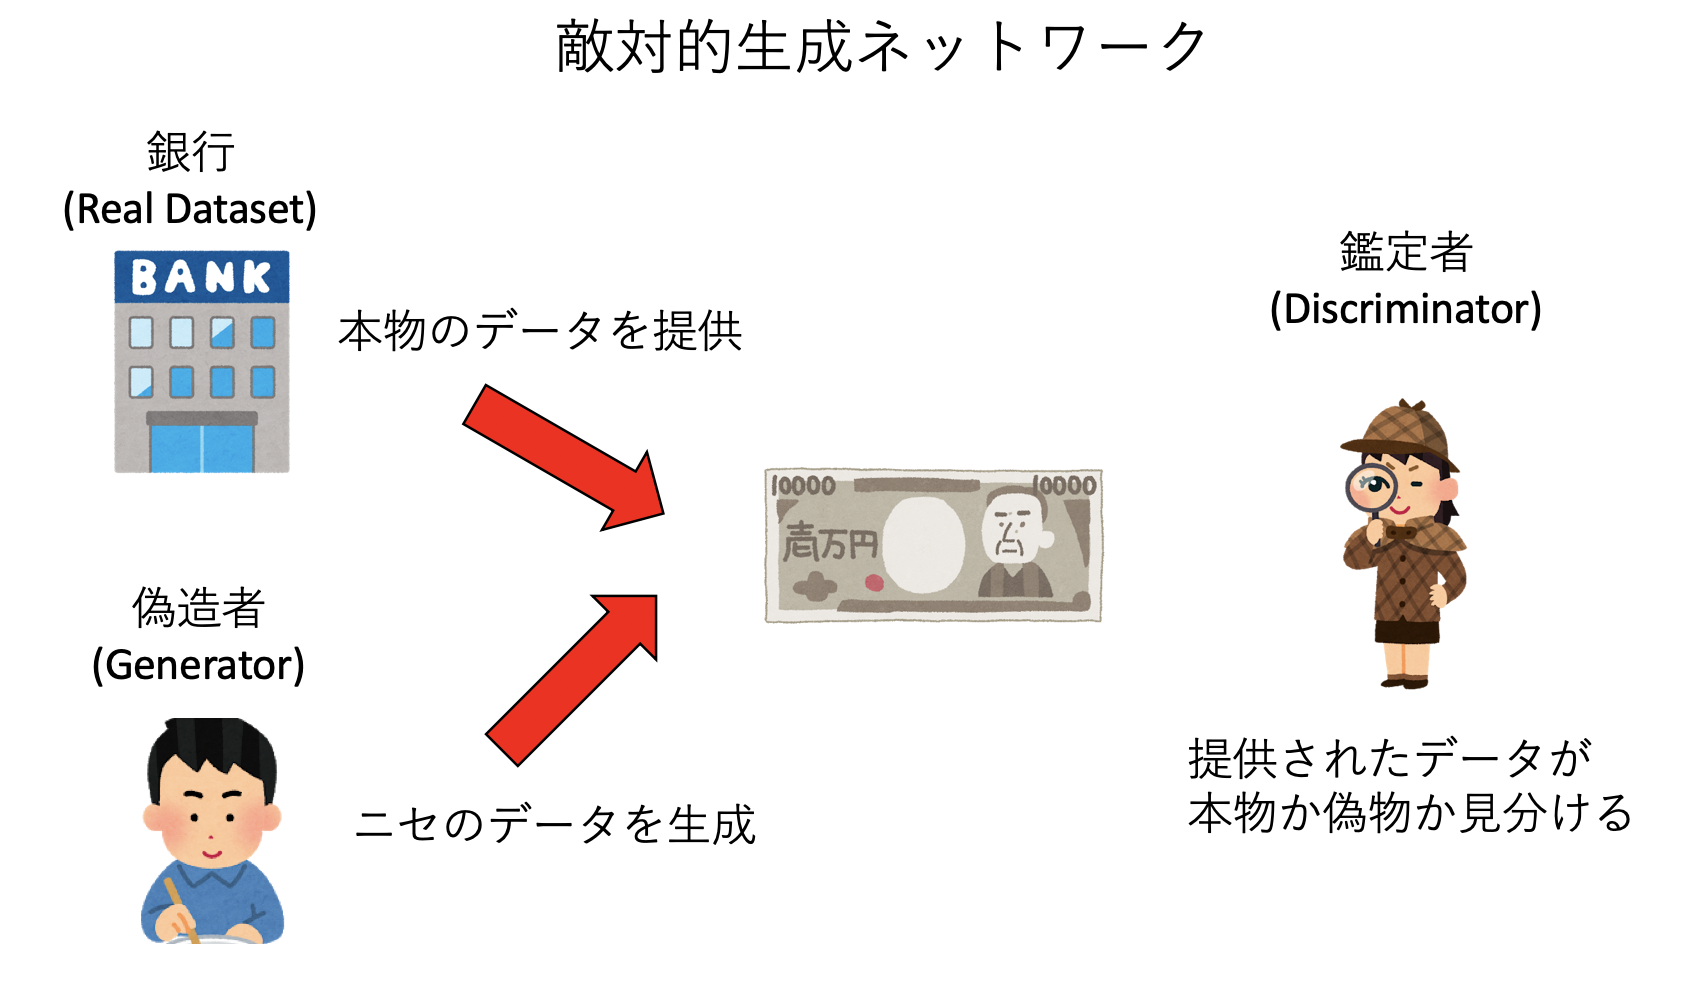 敵対的生成ネットワーク
銀行
(Real Dataset)
BANK
本物のデータを提供
鑑定者
(Discriminator)
10000
10000
壱万円
偽造者
(Generator)
ニセのデータを生成
提供されたデータが
本物か偽物か見分ける